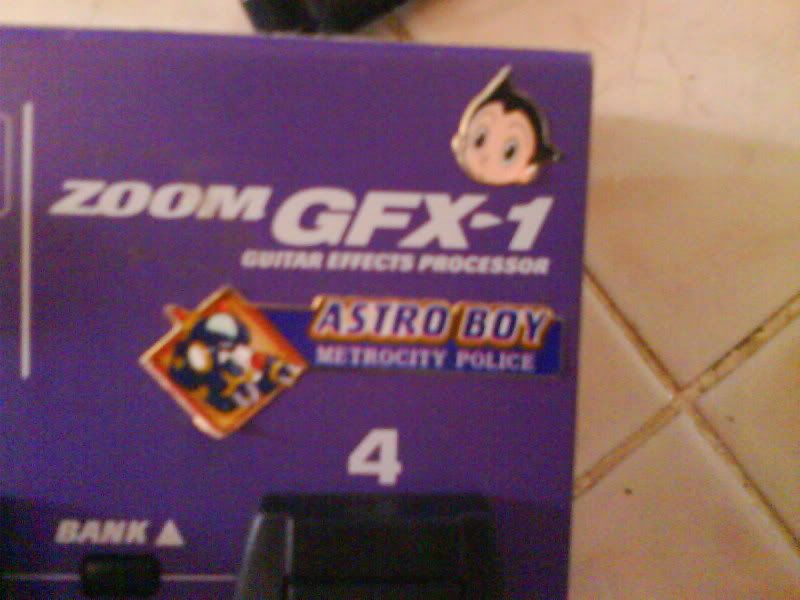 ZOOM GFX-1
GUITAR EFFECTS PROCESSOR
ASTRO BOY
METROCITY POLICE
4
BANK ▲